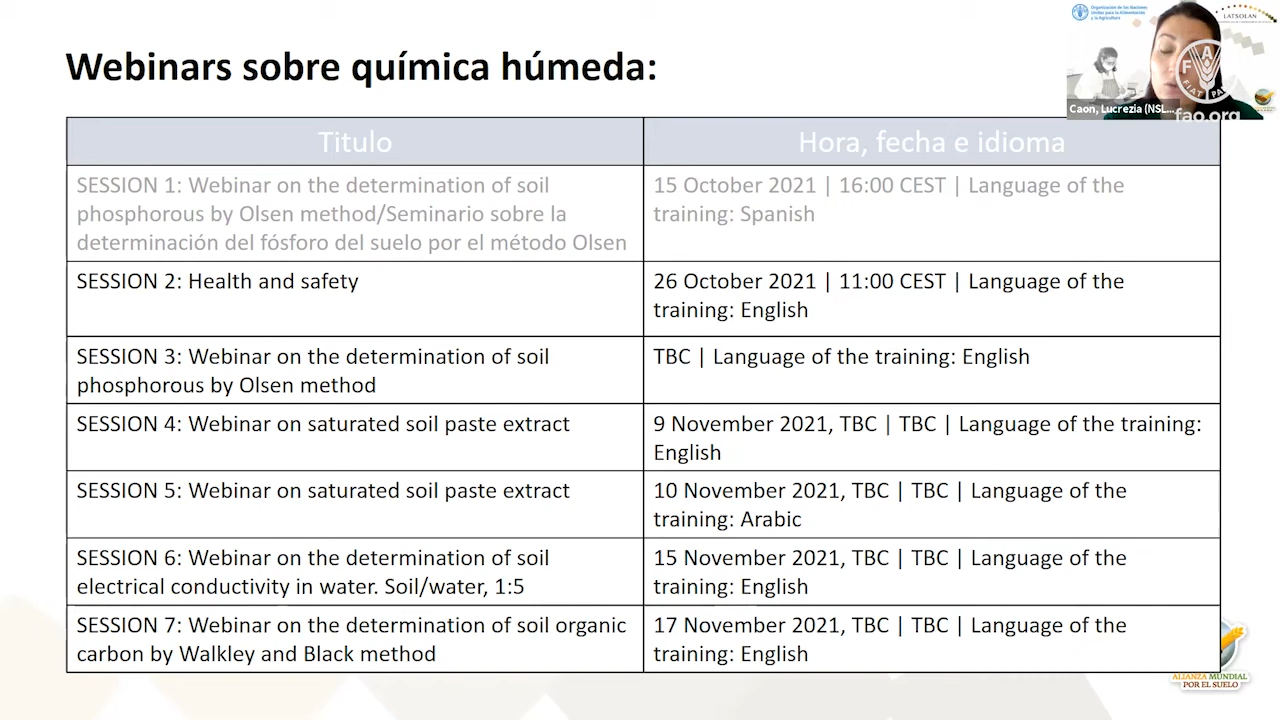 Webinars sobre química húmeda:
Organización de las Naciones
Unidas para la Alimentación
y la Agricultura
LATSOLAN
FIAT PA
Caon, Lucrezia (NSL...
fao.org
Titulo
Hora, fecha e idioma
SESSION 1: Webinar on the determination of soil
phosphorous by Olsen method/Seminario sobre la
determinación del fósforo del suelo por el método Olsen
15 October 2021 | 16:00 CEST | Language of the
training: Spanish
SESSION 2: Health and safety
26 October 2021 | 11:00 CEST | Language of the
training: English
SESSION 3: Webinar on the determination of soil
phosphorous by Olsen method
TBC | Language of the training: English
SESSION 4: Webinar on saturated soil paste extract
9 November 2021, TBC | TBC | Language of the training:
English
SESSION 5: Webinar on saturated soil paste extract
10 November 2021, TBC | TBC | Language of the
training: Arabic
SESSION 6: Webinar on the determination of soil
electrical conductivity in water. Soil/water, 1:5
15 November 2021, TBC | TBC | Language of the
training: English
SESSION 7: Webinar on the determination of soil organic
carbon by Walkley and Black method
17 November 2021, TBC | TBC | Language of the
training: English
ALIANZA MUNDIAL
POR EL SUELO